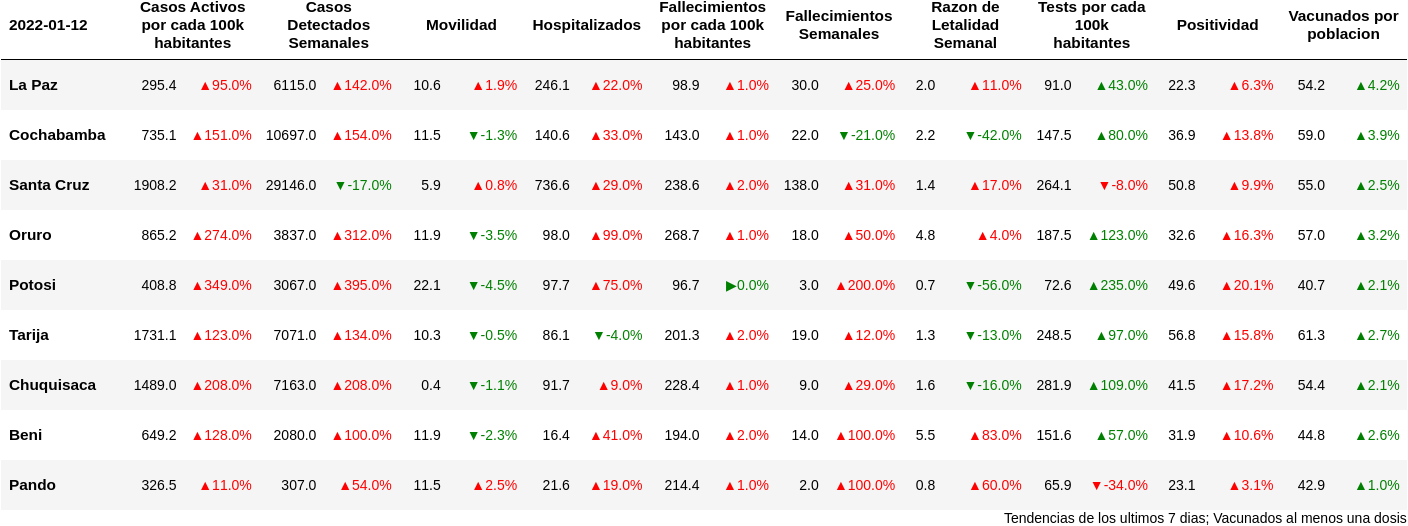 2022-01-12 Casos Activos por cada 100k habitantes Casos Detectados Semanales Movilidad Hospitalizados Fallecimientos por cada 100k habitantes Fallecimientos Semanales Razon de Letalidad Semanal Tests por cada 100k habitantes Positividad Vacunados por poblacion
La Paz 295.4 ▲95.0% 6115.0 ▲142.0% 10.6 ▲1.9% 246.1 ▲22.0% 98.9 ▲1.0% 30.0 ▲25.0% 2.0 ▲11.0% 91.0 ▲43.0% 22.3 ▲6.3% 54.2 ▲4.2%
Cochabamba 735.1 ▲151.0% 10697.0 ▲154.0% 11.5 ▼-1.3% 140.6 ▲33.0% 143.0 ▲1.0% 22.0 ▼-21.0% 2.2 ▼-42.0% 147.5 ▲80.0% 36.9 ▲13.8% 59.0 ▲3.9%
Santa Cruz 1908.2 ▲31.0% 29146.0 ▼-17.0% 5.9 ▲0.8% 736.6 ▲29.0% 238.6 ▲2.0% 138.0 ▲31.0% 1.4 ▲17.0% 264.1 ▼-8.0% 50.8 ▲9.9% 55.0 ▲2.5%
Oruro 865.2 ▲274.0% 3837.0 ▲312.0% 11.9 ▼-3.5% 98.0 ▲99.0% 268.7 ▲1.0% 18.0 ▲50.0% 4.8 ▲4.0% 187.5 ▲123.0% 32.6 ▲16.3% 57.0 ▲3.2%
Potosi 408.8 ▲349.0% 3067.0 ▲395.0% 22.1 ▼-4.5% 97.7 ▲75.0% 96.7 ▶0.0% 3.0 ▲200.0% 0.7 ▼-56.0% 72.6 ▲235.0% 49.6 ▲20.1% 40.7 ▲2.1%
Tarija 1731.1 ▲123.0% 7071.0 ▲134.0% 10.3 ▼-0.5% 86.1 ▼-4.0% 201.3 ▲2.0% 19.0 ▲12.0% 1.3 ▼-13.0% 248.5 ▲97.0% 56.8 ▲15.8% 61.3 ▲2.7%
Chuquisaca 1489.0 ▲208.0% 7163.0 ▲208.0% 0.4 ▼-1.1% 91.7 ▲9.0% 228.4 ▲1.0% 9.0 ▲29.0% 1.6 ▼-16.0% 281.9 ▲109.0% 41.5 ▲17.2% 54.4 ▲2.1%
Beni 649.2 ▲128.0% 2080.0 ▲100.0% 11.9 ▼-2.3% 16.4 ▲41.0% 194.0 ▲2.0% 14.0 ▲100.0% 5.5 ▲83.0% 151.6 ▲57.0% 31.9 ▲10.6% 44.8 ▲2.6%
Pando 326.5 ▲11.0% 307.0 ▲54.0% 11.5 ▲2.5% 21.6 ▲19.0% 214.4 ▲1.0% 2.0 ▲100.0% 0.8 ▲60.0% 65.9 ▼-34.0% 23.1 ▲3.1% 42.9 ▲1.0%
Tendencias de los ultimos 7 dias; Vacunados al menos una dosis